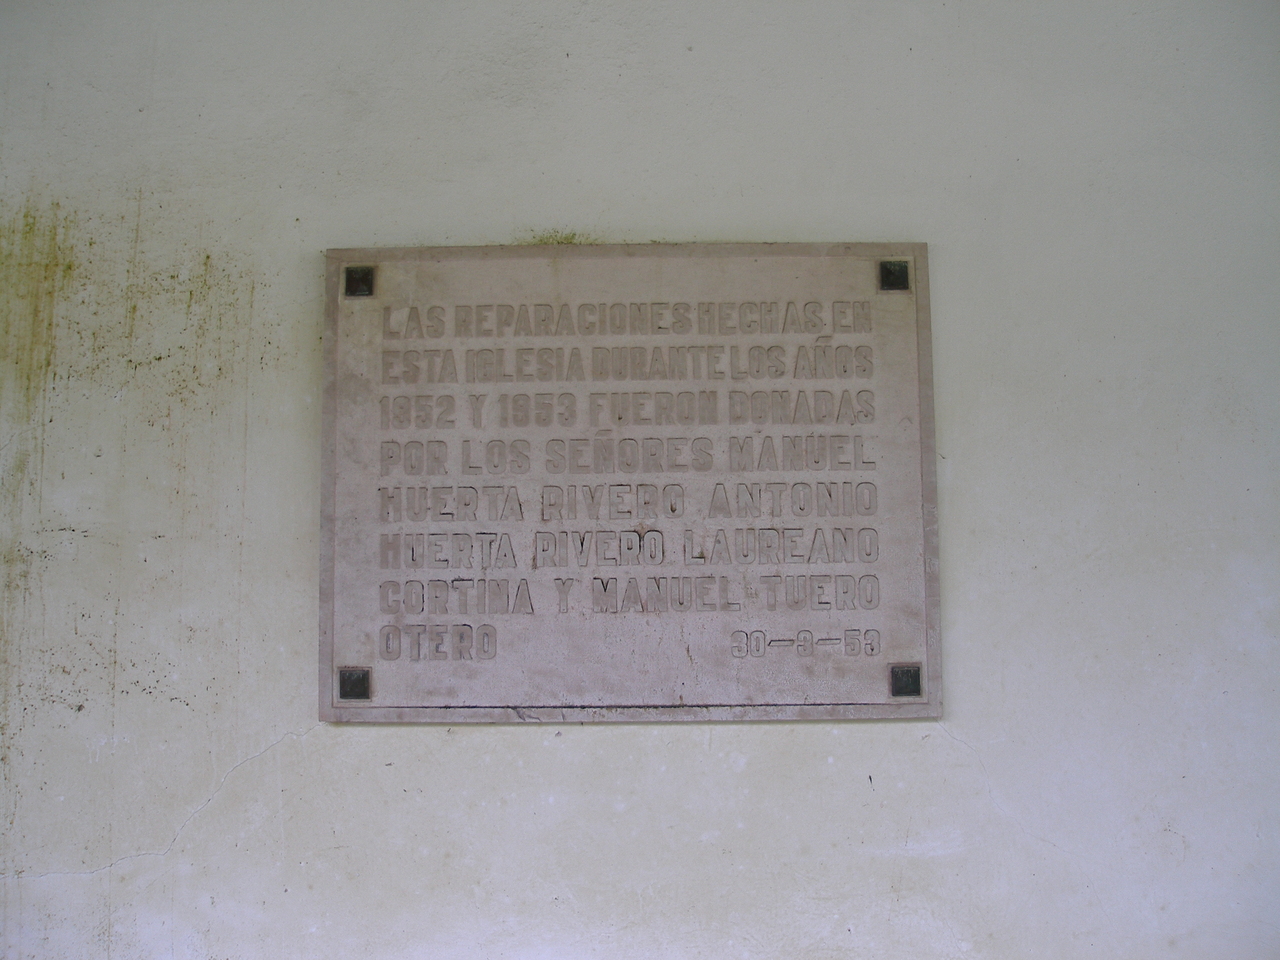 LAS REPARACIONES HECHAS EN
ESTA IGLESIA DURANTE LOS AÑOS
1952 Y 1953 FUERON DONADAS
POR LOS SEÑORES MANUEL
HUERTA RIVERO ANTONIO
HUERTA RIVERO LAUREANO
CORTINA Y MANUEL TUERO
OTERO 30-9-53